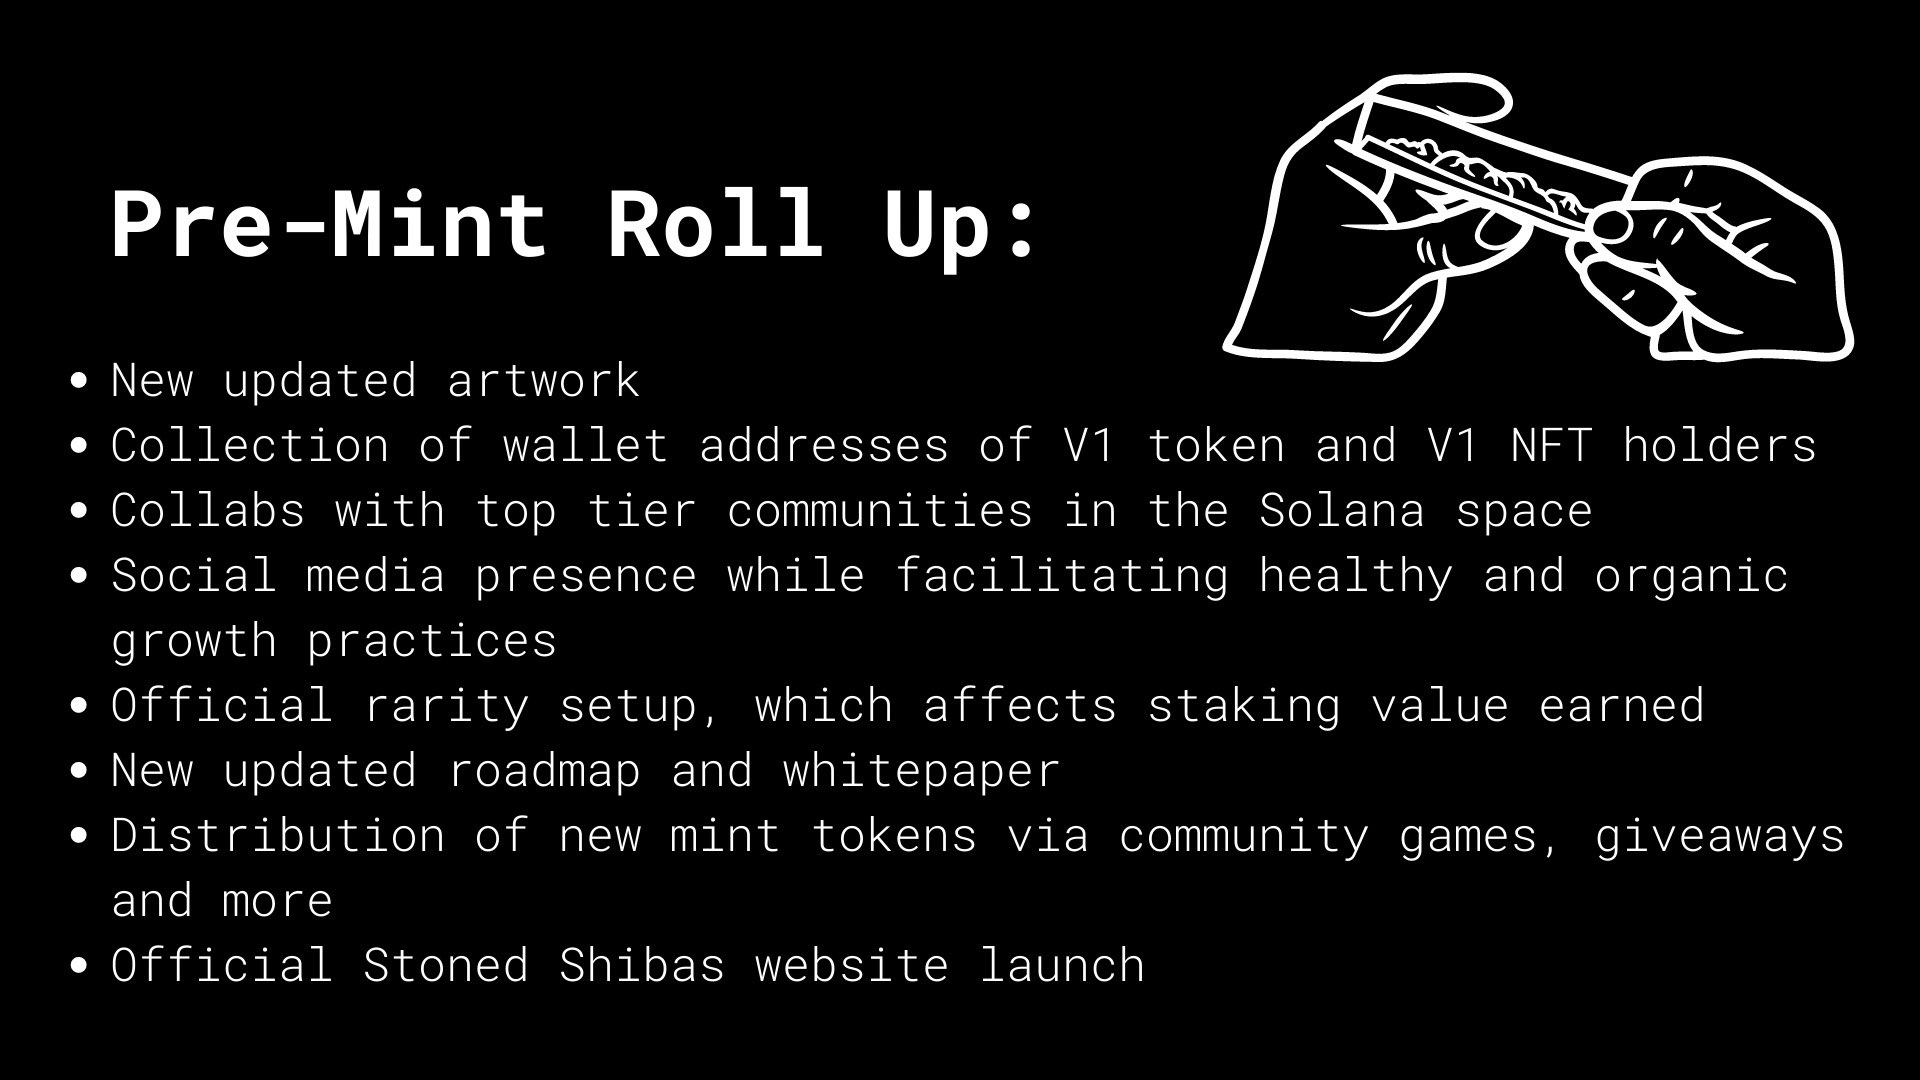 Pre-Mint Roll Up:
• New updated artwork
• Collection of wallet addresses of V1 token and V1 NFT holders
• Collabs with top tier communities in the Solana space
• Social media presence while facilitating healthy and organic
growth practices
• Official rarity setup, which affects staking value earned
• New updated roadmap and whitepaper
• Distribution of new mint tokens via community games, giveaways
and more
• Official Stoned Shibas website launch